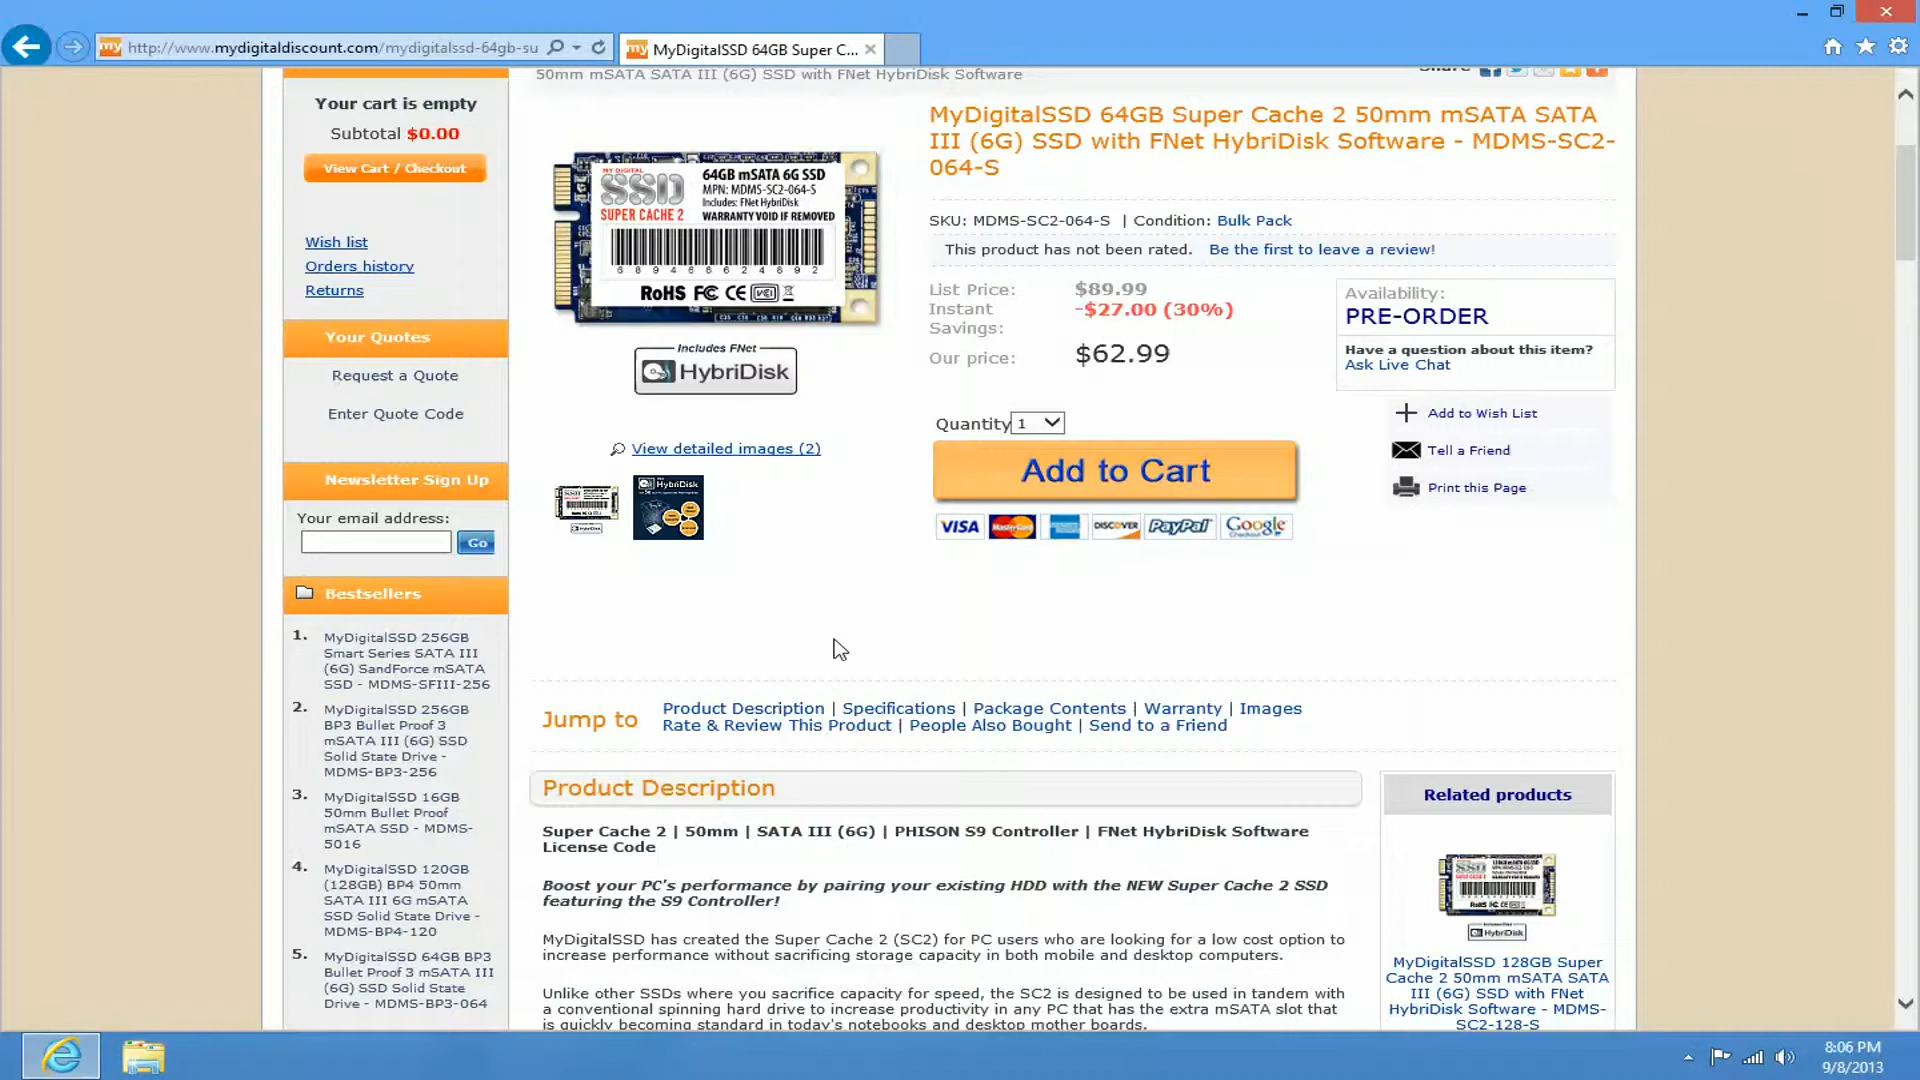 http://www.mydigitaldiscount.com/mydigitalssd-64gb-su
MyDigitalSSD 64GB Super C...
50mm mSATA SATA III (6G) SSD with FNet HybriDisk Software
Share
Your cart is empty
Subtotal $0.00
View Cart / Checkout
Wish list
Orders history
Returns
Your Quotes
Request a Quote
Enter Quote Code
Newsletter Sign Up
Your email address:
Go
Bestsellers
1. MyDigitalSSD 256GB
Smart Series SATA III
(6G) SandForce mSATA
SSD - MDMS-SFIII-256
2. MyDigitalSSD 256GB
BP3 Bullet Proof 3
mSATA III (6G) SSD
Solid State Drive -
MDMS-BP3-256
3. MyDigitalSSD 16GB
50mm Bullet Proof
mSATA SSD - MDMS-
5016
4. MyDigitalSSD 120GB
(128GB) BP4 50mm
SATA III 6G mSATA
SSD Solid State Drive -
MDMS-BP4-120
5. MyDigitalSSD 64GB BP3
Bullet Proof 3 mSATA III
(6G) SSD Solid State
Drive - MDMS-BP3-064
MY DIGITAL
SSD
SUPER CACHE 2
64GB mSATA 6G SSD
MPN: MDMS-SC2-064-S
Includes: FNet HybriDisk
WARRANTY VOID IF REMOVED
RoHS FC CE
Includes FNet
HybriDisk
View detailed images (2)
MyDigitalSSD 64GB Super Cache 2 50mm mSATA SATA
III (6G) SSD with FNet HybriDisk Software - MDMS-SC2-
064-S
SKU: MDMS-SC2-064-S | Condition: Bulk Pack
This product has not been rated. Be the first to leave a review!
List Price: $89.99
Instant -$27.00 (30%)
Savings:
Our price: $62.99
Availability:
PRE-ORDER
Have a question about this item?
Ask Live Chat
Quantity 1
Add to Cart
VISA MasterCard DISCOVER PayPal Google Checkout
Add to Wish List
Tell a Friend
Print this Page
Jump to
Product Description | Specifications | Package Contents | Warranty | Images
Rate & Review This Product | People Also Bought | Send to a Friend
Product Description
Super Cache 2 | 50mm | SATA III (6G) | PHISON S9 Controller | FNet HybriDisk Software
License Code
Boost your PC's performance by pairing your existing HDD with the NEW Super Cache 2 SSD
featuring the S9 Controller!
MyDigitalSSD has created the Super Cache 2 (SC2) for PC users who are looking for a low cost option to
increase performance without sacrificing storage capacity in both mobile and desktop computers.
Unlike other SSDs where you sacrifice capacity for speed, the SC2 is designed to be used in tandem with
a conventional spinning hard drive to increase productivity in any PC that has the extra mSATA slot that
is quickly becoming standard in today's notebooks and desktop mother boards.
Related products
HybriDisk
MyDigitalSSD 128GB Super
Cache 2 50mm mSATA SATA
III (6G) SSD with FNet
HybriDisk Software - MDMS-
SC2-128-S
8:06 PM
9/8/2013